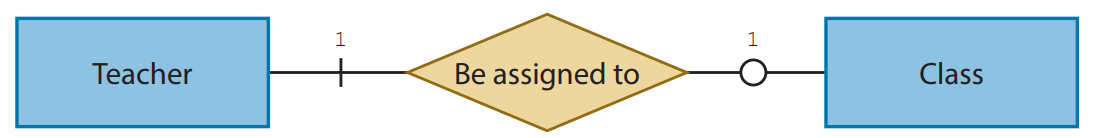 1
1
Teacher
Be assigned to
Class